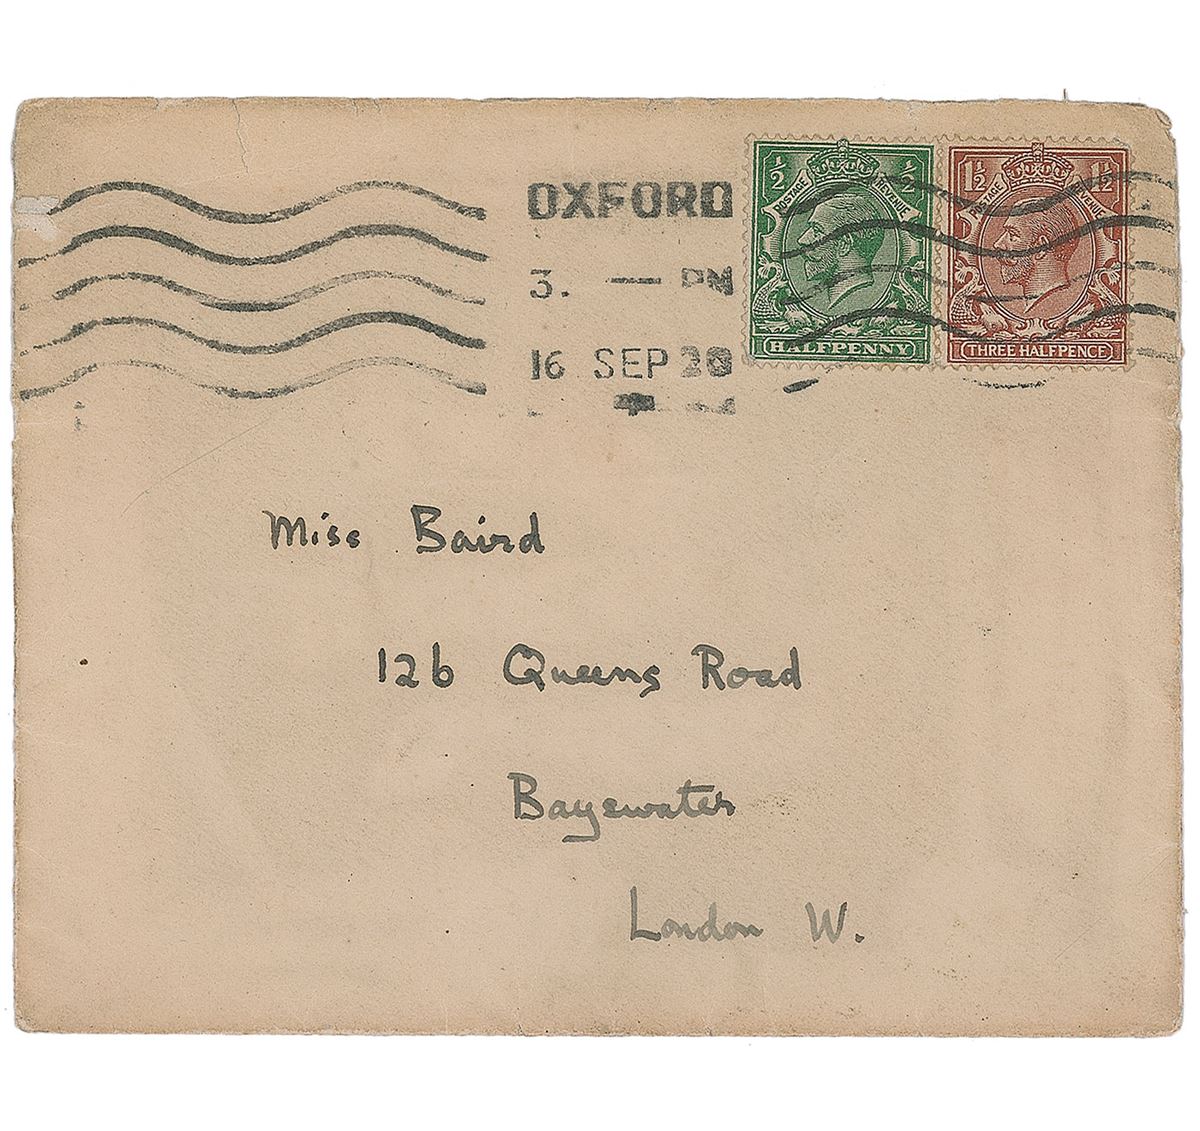 OXFORD
3. — PM
16 SEP 20
½ ½
POSTAGE REVENUE
HALFPENNY
1½ 1½
POSTAGE REVENUE
THREE HALFPENCE
Miss Baird
126 Queens Road
Bayswater
London W.